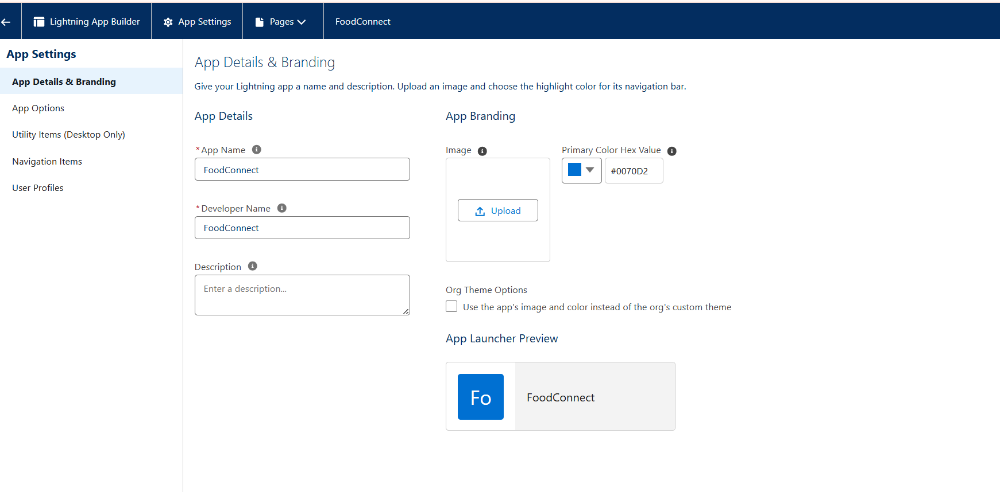 Lightning App Builder
App Settings
Pages
FoodConnect
App Settings
App Details & Branding
App Options
Utility Items (Desktop Only)
Navigation Items
User Profiles
App Details & Branding
Give your Lightning app a name and description. Upload an image and choose the highlight color for its navigation bar.
App Details
* App Name
FoodConnect
* Developer Name
FoodConnect
Description
Enter a description...
App Branding
Image
Upload
Primary Color Hex Value
#0070D2
Org Theme Options
Use the app's image and color instead of the org's custom theme
App Launcher Preview
Fo
FoodConnect